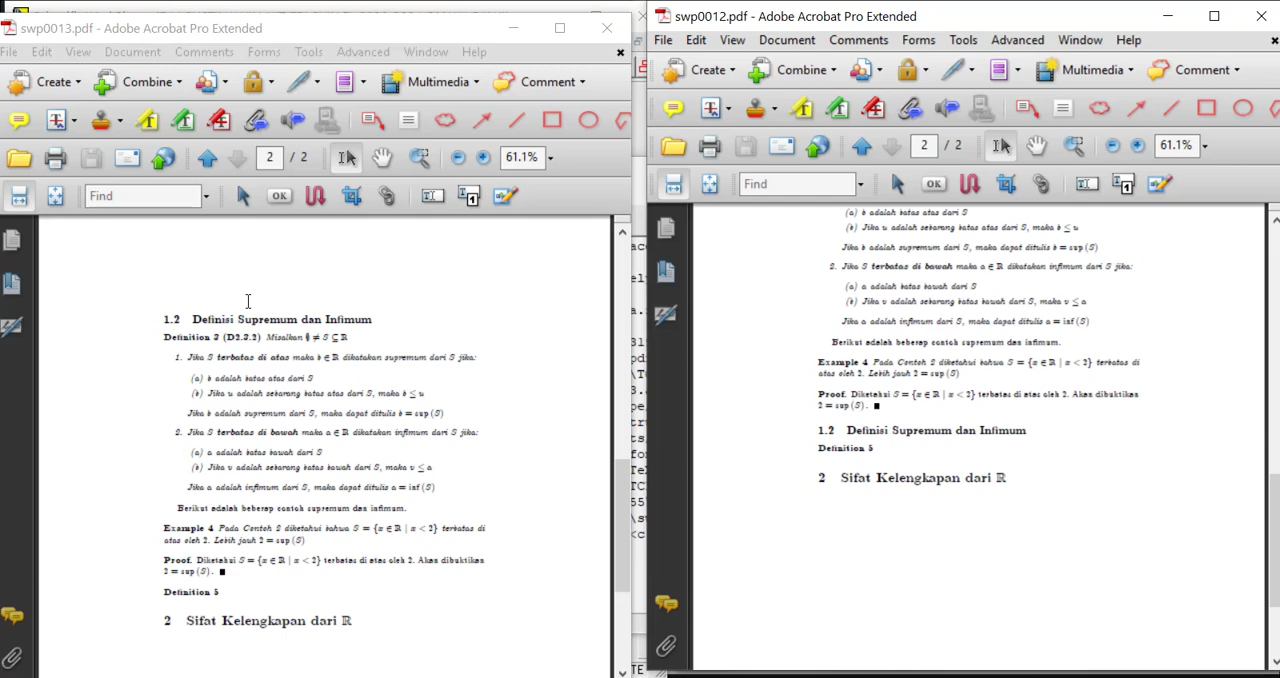 swp0013.pdf - Adobe Acrobat Pro Extended
File Edit View Document Comments Forms Tools Advanced Window Help
Create Combine Multimedia Comment
2 / 2 61.1%
Find OK
1.2 Definisi Supremum dan Infimum
Definition 3 (D2.3.2) Misalkan ∅ ≠ S ⊆ ℝ
1. Jika S terbatas di atas maka b ∈ ℝ dikatakan supremum dari S jika:
(a) b adalah batas atas dari S
(b) Jika u adalah sebarang batas atas dari S, maka b ≤ u
Jika b adalah supremum dari S, maka dapat ditulis b = sup (S)
2. Jika S terbatas di bawah maka a ∈ ℝ dikatakan infimum dari S jika:
(a) a adalah batas bawah dari S
(b) Jika v adalah sebarang batas bawah dari S, maka v ≤ a
Jika a adalah infimum dari S, maka dapat ditulis a = inf (S)
Berikut adalah beberap contoh supremum dan infimum.
Example 4 Pada Contoh 2 diketahui bahwa S = {x ∈ ℝ | x < 2} terbatas di
atas oleh 2. Lebih jauh 2 = sup (S)
Proof. Diketahui S = {x ∈ ℝ | x < 2} terbatas di atas oleh 2. Akan dibuktikan
2 = sup (S). ■
Definition 5
2 Sifat Kelengkapan dari ℝ
swp0012.pdf - Adobe Acrobat Pro Extended
File Edit View Document Comments Forms Tools Advanced Window Help
Create Combine Multimedia Comment
2 / 2 61.1%
Find OK
(a) b adalah batas atas dari S
(b) Jika u adalah sebarang batas atas dari S, maka b ≤ u
Jika b adalah supremum dari S, maka dapat ditulis b = sup (S)
2. Jika S terbatas di bawah maka a ∈ ℝ dikatakan infimum dari S jika:
(a) a adalah batas bawah dari S
(b) Jika v adalah sebarang batas bawah dari S, maka v ≤ a
Jika a adalah infimum dari S, maka dapat ditulis a = inf (S)
Berikut adalah beberap contoh supremum dan infimum.
Example 4 Pada Contoh 2 diketahui bahwa S = {x ∈ ℝ | x < 2} terbatas di
atas oleh 2. Lebih jauh 2 = sup (S)
Proof. Diketahui S = {x ∈ ℝ | x < 2} terbatas di atas oleh 2. Akan dibuktikan
2 = sup (S). ■
1.2 Definisi Supremum dan Infimum
Definition 5
2 Sifat Kelengkapan dari ℝ